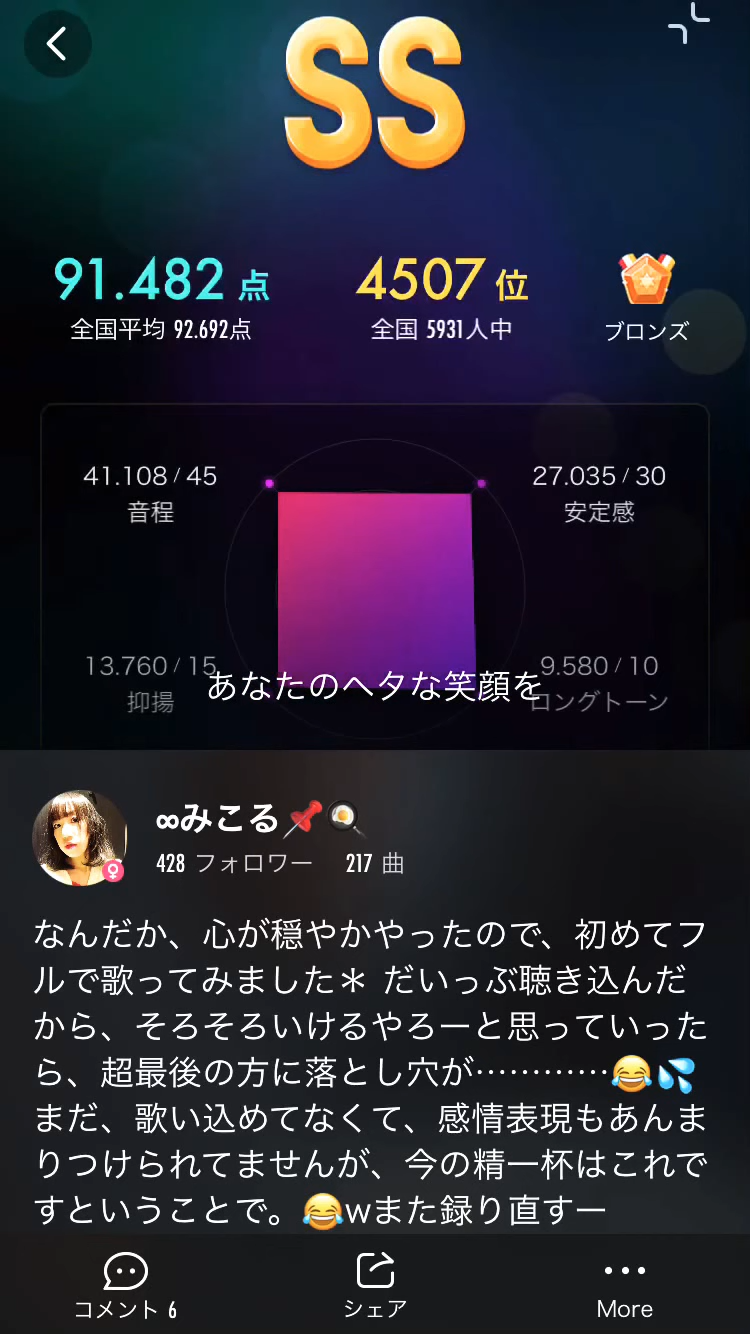 SS
91.482 点
4507 位
全国平均 92.692点
全国 5931人中
ブロンズ
41.108 / 45
27.035 / 30
音程
安定感
13.760 / 15
9.580 / 10
あなたのヘタな笑顔を
抑揚
ロングトーン
∞みこる📌🍳
428 フォロワー 217 曲
なんだか、心が穏やかやったので、初めてフ
ルで歌ってみました＊ だいっぶ聴き込んだ
から、そろそろいけるやろーと思っていった
ら、超最後の方に落とし穴が…………😂💦
まだ、歌い込めてなくて、感情表現もあんま
りつけられてませんが、今の精一杯はこれで
すということで。😂wまた録り直すー
コメント 6
シェア
More